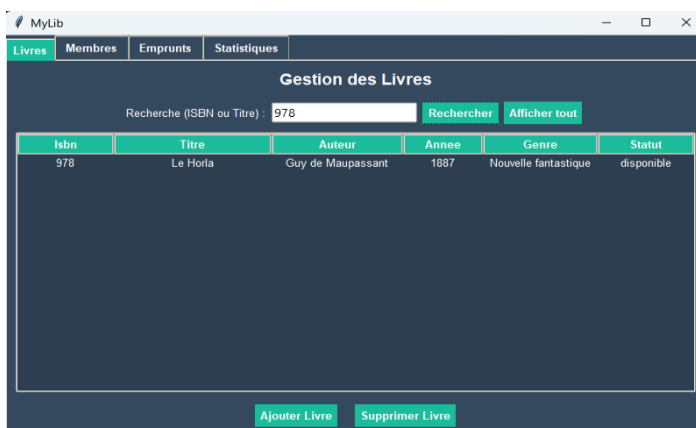 MyLib
Livres Membres Emprunts Statistiques
Gestion des Livres
Recherche (ISBN ou Titre) : 978 Rechercher Afficher tout
Isbn Titre Auteur Annee Genre Statut
978 Le Horla Guy de Maupassant 1887 Nouvelle fantastique disponible
Ajouter Livre Supprimer Livre